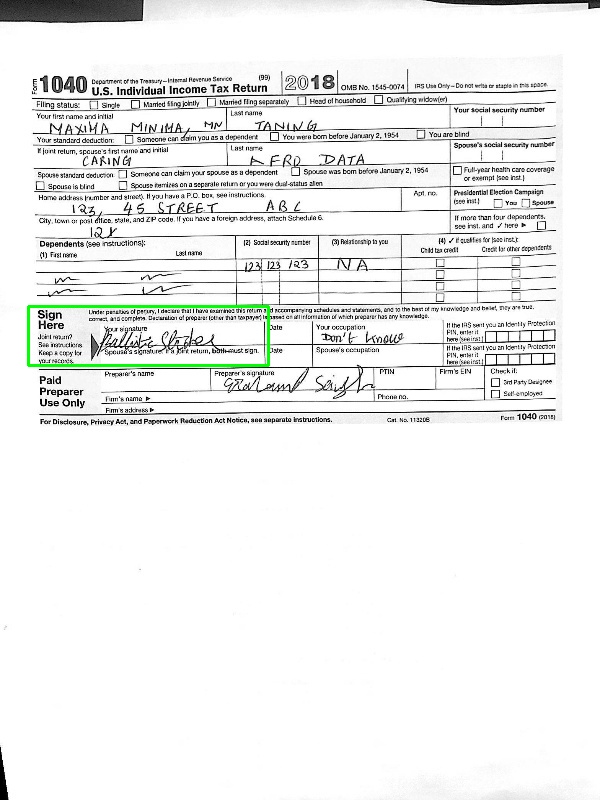 Form 1040 Department of the Treasury—Internal Revenue Service (99) U.S. Individual Income Tax Return 2018 OMB No. 1545-0074 IRS Use Only—Do not write or staple in this space.
Filing status: Single Married filing jointly Married filing separately Head of household Qualifying widow(er)
Your first name and initial Last name Your social security number
MAXIMA MINIMA, MN TANING
Your standard deduction: Someone can claim you as a dependent You were born before January 2, 1954 You are blind
If joint return, spouse's first name and initial Last name Spouse's social security number
CARING FRD DATA
Spouse standard deduction: Someone can claim your spouse as a dependent Spouse was born before January 2, 1954 Full-year health care coverage or exempt (see inst.)
Spouse is blind Spouse itemizes on a separate return or you were dual-status alien
Home address (number and street). If you have a P.O. box, see instructions. Apt. no. Presidential Election Campaign (see inst.) You Spouse
123, 45 STREET ABC
City, town or post office, state, and ZIP code. If you have a foreign address, attach Schedule 6. If more than four dependents, see inst. and ✓ here ▶
Dependents (see instructions): (2) Social security number (3) Relationship to you (4) ✓ if qualifies for (see inst.):
(1) First name Last name Child tax credit Credit for other dependents
123 123 123 NA
Sign Here
Joint return? See instructions. Keep a copy for your records.
Under penalties of perjury, I declare that I have examined this return and accompanying schedules and statements, and to the best of my knowledge and belief, they are true,
correct, and complete. Declaration of preparer (other than taxpayer) is based on all information of which preparer has any knowledge.
Your signature Date Your occupation If the IRS sent you an Identity Protection PIN, enter it here (see inst.)
Ballistic Strokes Don't know
Spouse's signature. If a joint return, both must sign. Date Spouse's occupation If the IRS sent you an Identity Protection PIN, enter it here (see inst.)
Paid Preparer Use Only
Preparer's name Preparer's signature PTIN Firm's EIN Check if:
3rd Party Designee
Self-employed
Firm's name ▶ Phone no.
Firm's address ▶
For Disclosure, Privacy Act, and Paperwork Reduction Act Notice, see separate instructions. Cat. No. 11320B Form 1040 (2018)